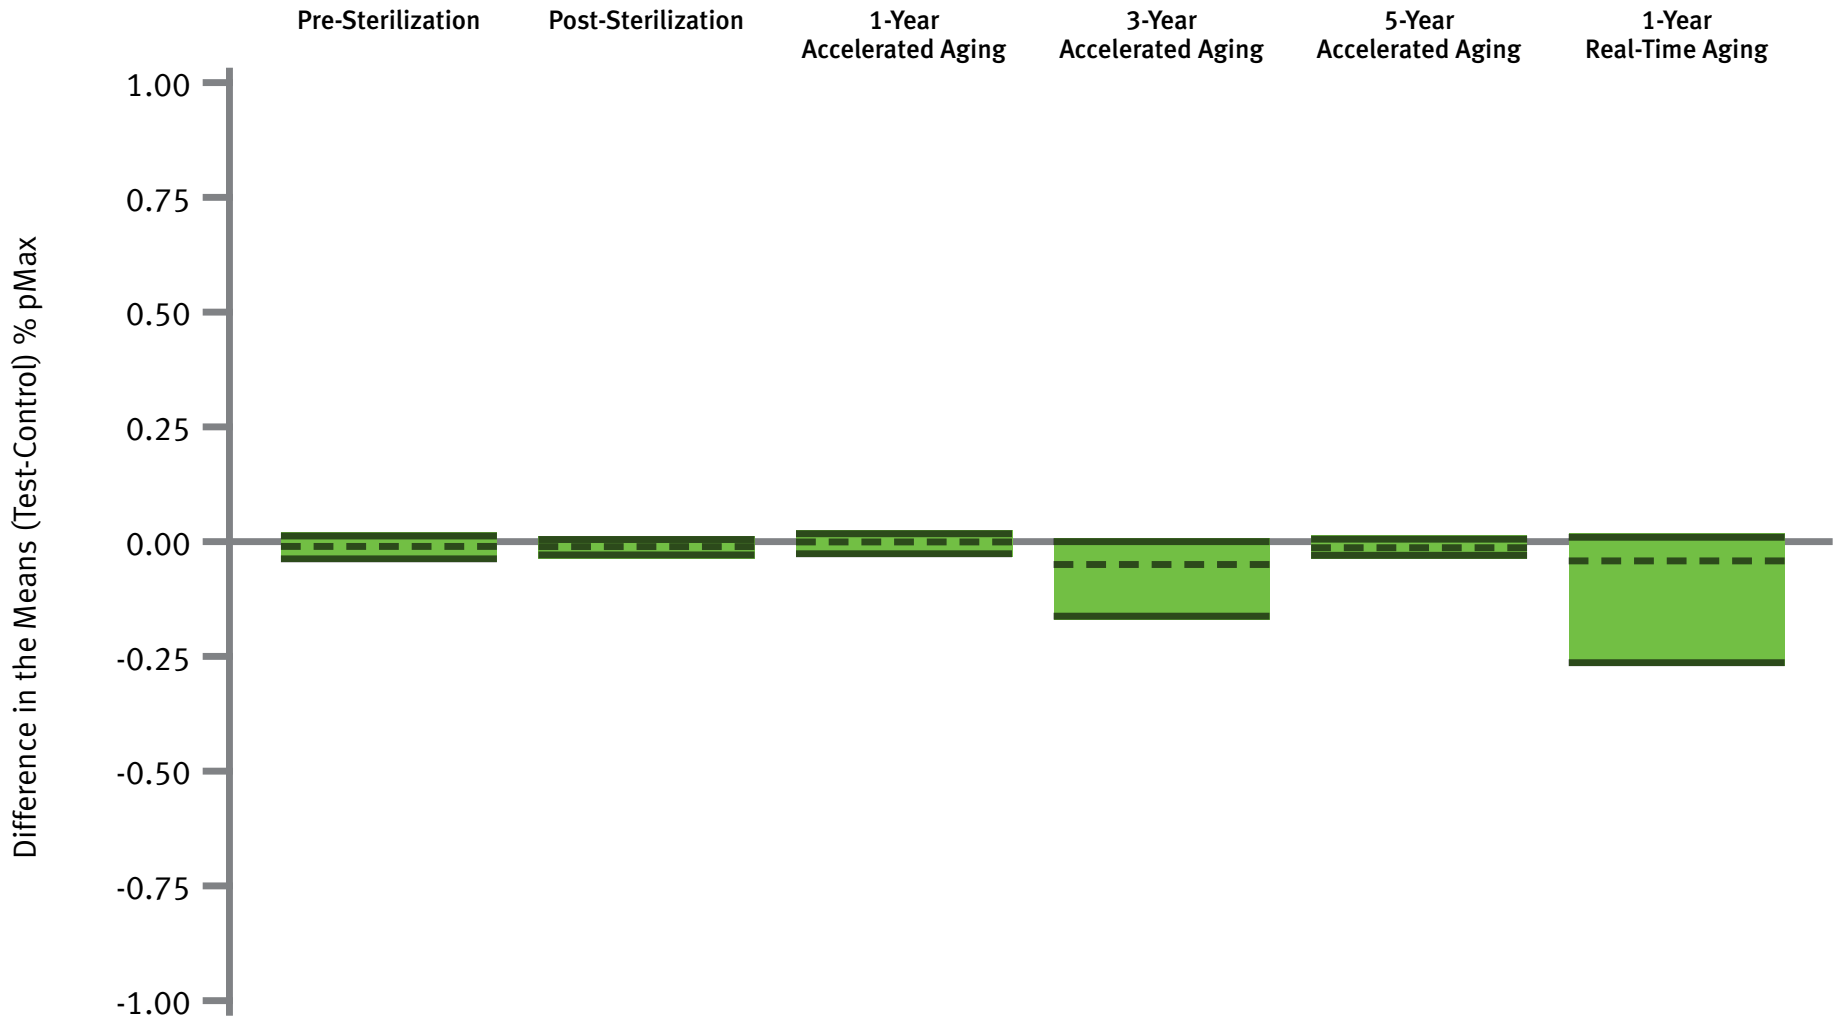 Pre-Sterilization
Post-Sterilization
1-Year
Accelerated Aging
3-Year
Accelerated Aging
5-Year
Accelerated Aging
1-Year
Real-Time Aging
Difference in the Means (Test-Control) % pMax
1.00
0.75
0.50
0.25
0.00
-0.25
-0.50
-0.75
-1.00